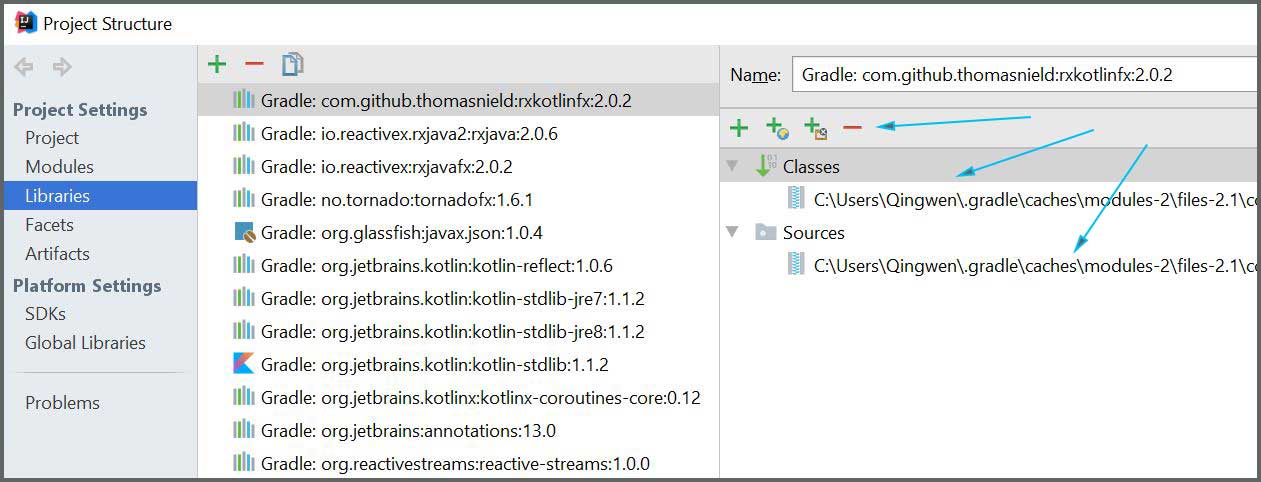 Project Structure
Project Settings
Project
Modules
Libraries
Facets
Artifacts
Platform Settings
SDKs
Global Libraries
Problems
Gradle: com.github.thomasnield:rxkotlinfx:2.0.2
Gradle: io.reactivex.rxjava2:rxjava:2.0.6
Gradle: io.reactivex:rxjavafx:2.0.2
Gradle: no.tornado:tornadofx:1.6.1
Gradle: org.glassfish:javax.json:1.0.4
Gradle: org.jetbrains.kotlin:kotlin-reflect:1.0.6
Gradle: org.jetbrains.kotlin:kotlin-stdlib-jre7:1.1.2
Gradle: org.jetbrains.kotlin:kotlin-stdlib-jre8:1.1.2
Gradle: org.jetbrains.kotlin:kotlin-stdlib:1.1.2
Gradle: org.jetbrains.kotlinx:kotlinx-coroutines-core:0.12
Gradle: org.jetbrains:annotations:13.0
Gradle: org.reactivestreams:reactive-streams:1.0.0
Name: Gradle: com.github.thomasnield:rxkotlinfx:2.0.2
Classes
C:\Users\Qingwen\.gradle\caches\modules-2\files-2.1\co
Sources
C:\Users\Qingwen\.gradle\caches\modules-2\files-2.1\co